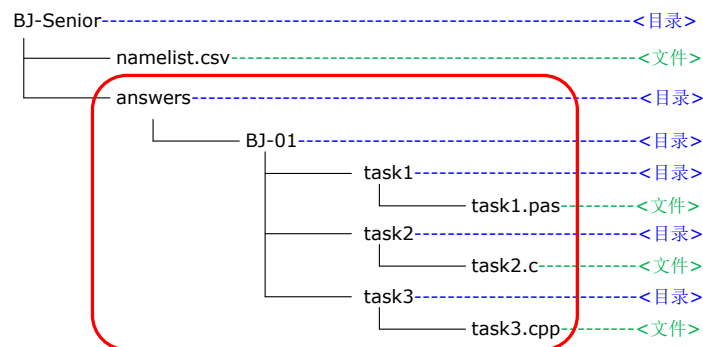 BJ-Senior<目录>
namelist.csv<文件>
answers<目录>
BJ-01<目录>
task1<目录>
task1.pas<文件>
task2<目录>
task2.c<文件>
task3<目录>
task3.cpp<文件>